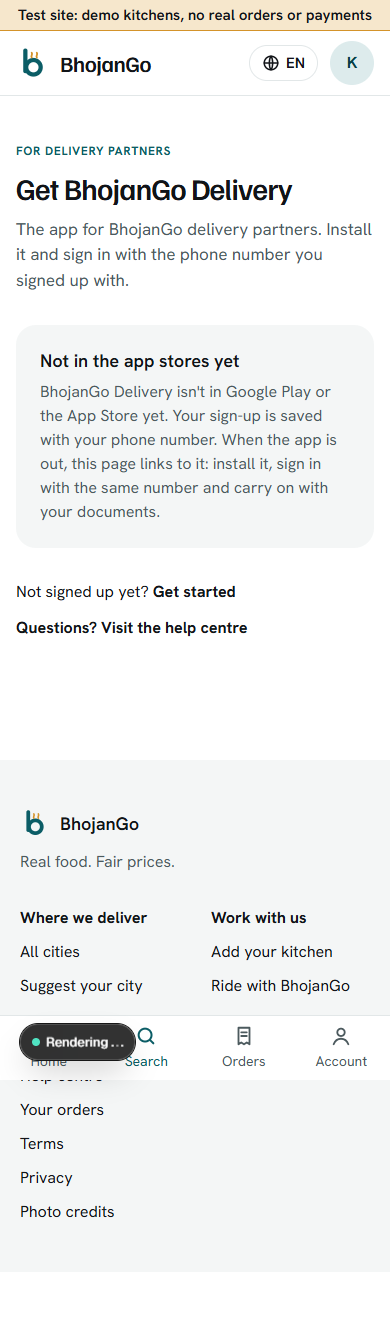 Test site: demo kitchens, no real orders or payments
BhojanGo
EN
K
FOR DELIVERY PARTNERS
Get BhojanGo Delivery
The app for BhojanGo delivery partners. Install
it and sign in with the phone number you
signed up with.
Not in the app stores yet
BhojanGo Delivery isn't in Google Play or
the App Store yet. Your sign-up is saved
with your phone number. When the app is
out, this page links to it: install it, sign in
with the same number and carry on with
your documents.
Not signed up yet? Get started
Questions? Visit the help centre
BhojanGo
Real food. Fair prices.
Where we deliver
All cities
Suggest your city
Work with us
Add your kitchen
Ride with BhojanGo
Rendering ...
Home
Search
Orders
Account
Help centre
Your orders
Terms
Privacy
Photo credits